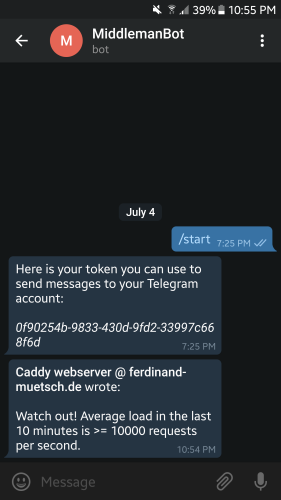 39% 10:55 PM
M
MiddlemanBot
bot
July 4
/start 7:25 PM
Here is your token you can use to
send messages to your Telegram
account:
0f90254b-9833-430d-9fd2-33997c66
8f6d
7:25 PM
Caddy webserver @ ferdinand-
muetsch.de wrote:
Watch out! Average load in the last
10 minutes is >= 10000 requests
per second.
10:54 PM
Message